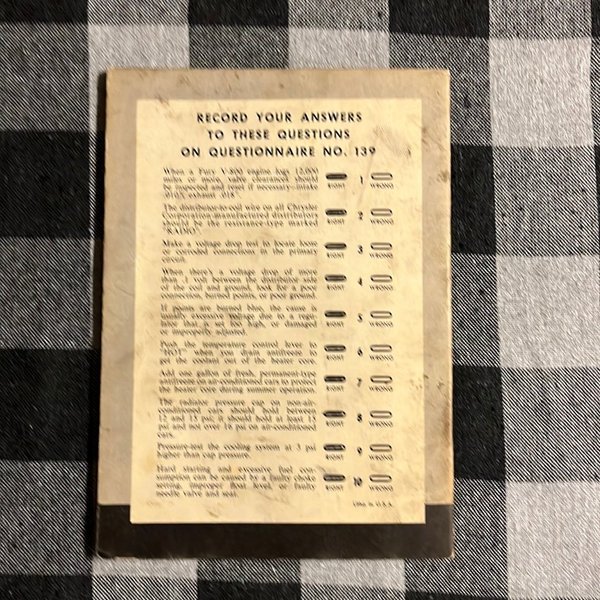 RECORD YOUR ANSWERS
TO THESE QUESTIONS
ON QUESTIONNAIRE NO. 139
When a Fury V-800 engine logs 12,000
miles or more, valve clearances should
be inspected and reset if necessary—intake
.010", exhaust .018".
RIGHT 1 WRONG
The distributor-to-coil wire on all Chrysler
Corporation-manufactured distributors
should be the resistance-type marked
"RADIO".
RIGHT 2 WRONG
Make a voltage drop test to locate loose
or corroded connections in the primary
circuit.
RIGHT 3 WRONG
When there's a voltage drop of more
than .1 volt between the distributor side
of the coil and ground, look for a poor
connection, burned points, or poor ground.
RIGHT 4 WRONG
If points are burned blue, the cause is
usually excessive voltage due to a regu-
lator that is set too high, or damaged
or improperly adjusted.
RIGHT 5 WRONG
Push the temperature control lever to
"HOT" when you drain antifreeze to
get the coolant out of the heater core.
RIGHT 6 WRONG
Add one gallon of fresh, permanent-type
antifreeze on air-conditioned cars to protect
the heater core during summer operation.
RIGHT 7 WRONG
The radiator pressure cap on non-air-
conditioned cars should hold between
12 and 15 psi; it should hold at least 15
psi and not over 16 psi on air-conditioned
cars.
RIGHT 8 WRONG
Pressure-test the cooling system at 3 psi
higher than cap pressure.
RIGHT 9 WRONG
Hard starting and excessive fuel con-
sumption can be caused by a faulty choke
setting, improper float level, or faulty
needle valve and seat.
RIGHT 10 WRONG
Litho in U.S.A.